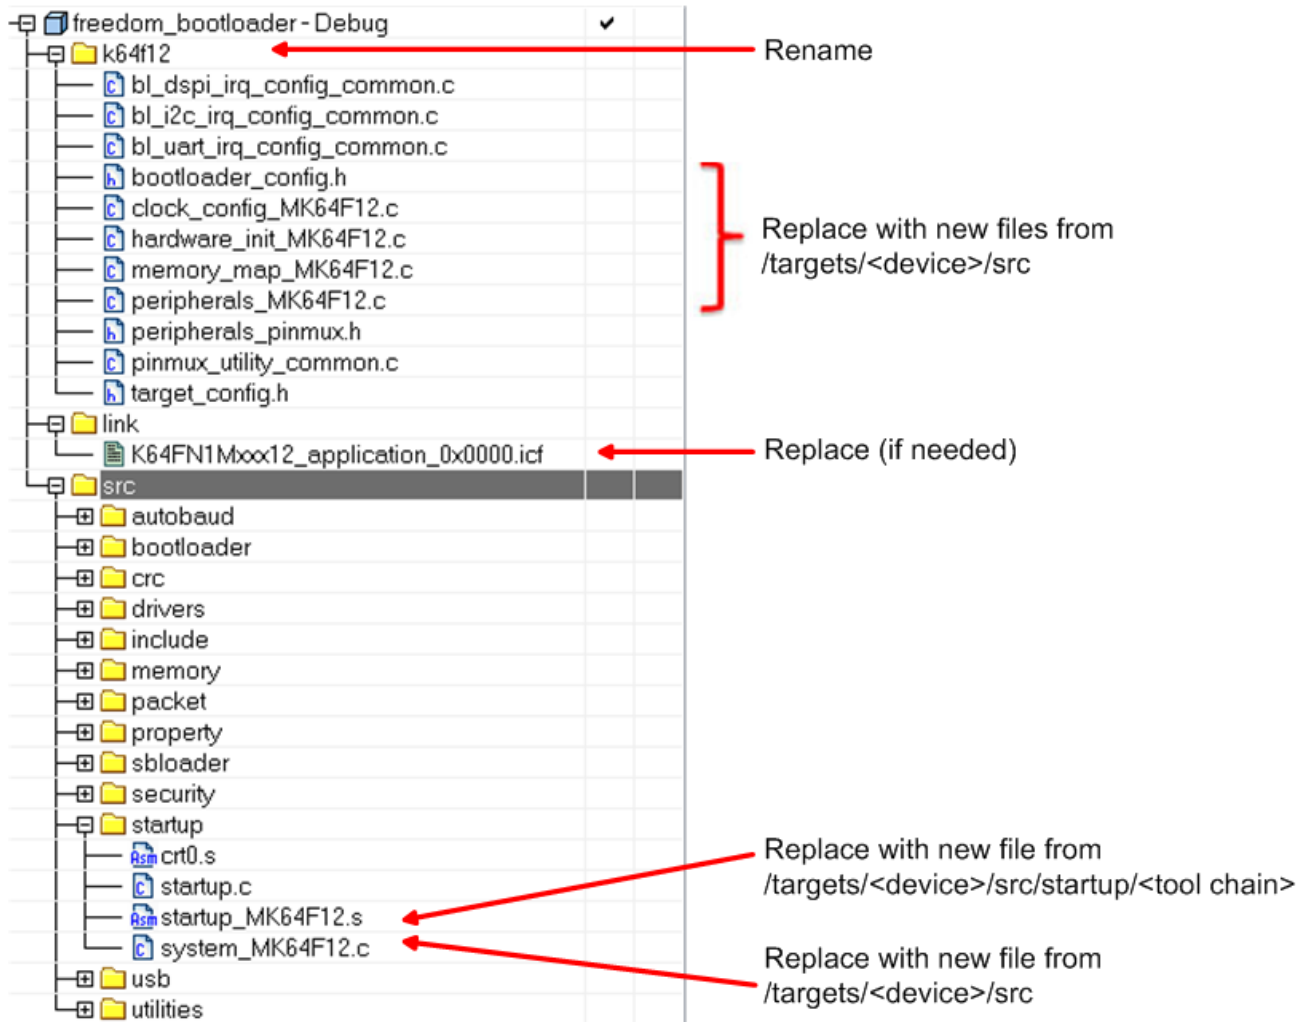 freedom_bootloader - Debug
k64f12
Rename
bl_dspi_irq_config_common.c
bl_i2c_irq_config_common.c
bl_uart_irq_config_common.c
bootloader_config.h
clock_config_MK64F12.c
hardware_init_MK64F12.c
memory_map_MK64F12.c
peripherals_MK64F12.c
Replace with new files from
/targets/<device>/src
peripherals_pinmux.h
pinmux_utility_common.c
target_config.h
link
K64FN1Mxxx12_application_0x0000.icf
Replace (if needed)
src
autobaud
bootloader
crc
drivers
include
memory
packet
property
sbloader
security
startup
crt0.s
startup.c
startup_MK64F12.s
system_MK64F12.c
Replace with new file from
/targets/<device>/src/startup/<tool chain>
Replace with new file from
/targets/<device>/src
usb
utilities